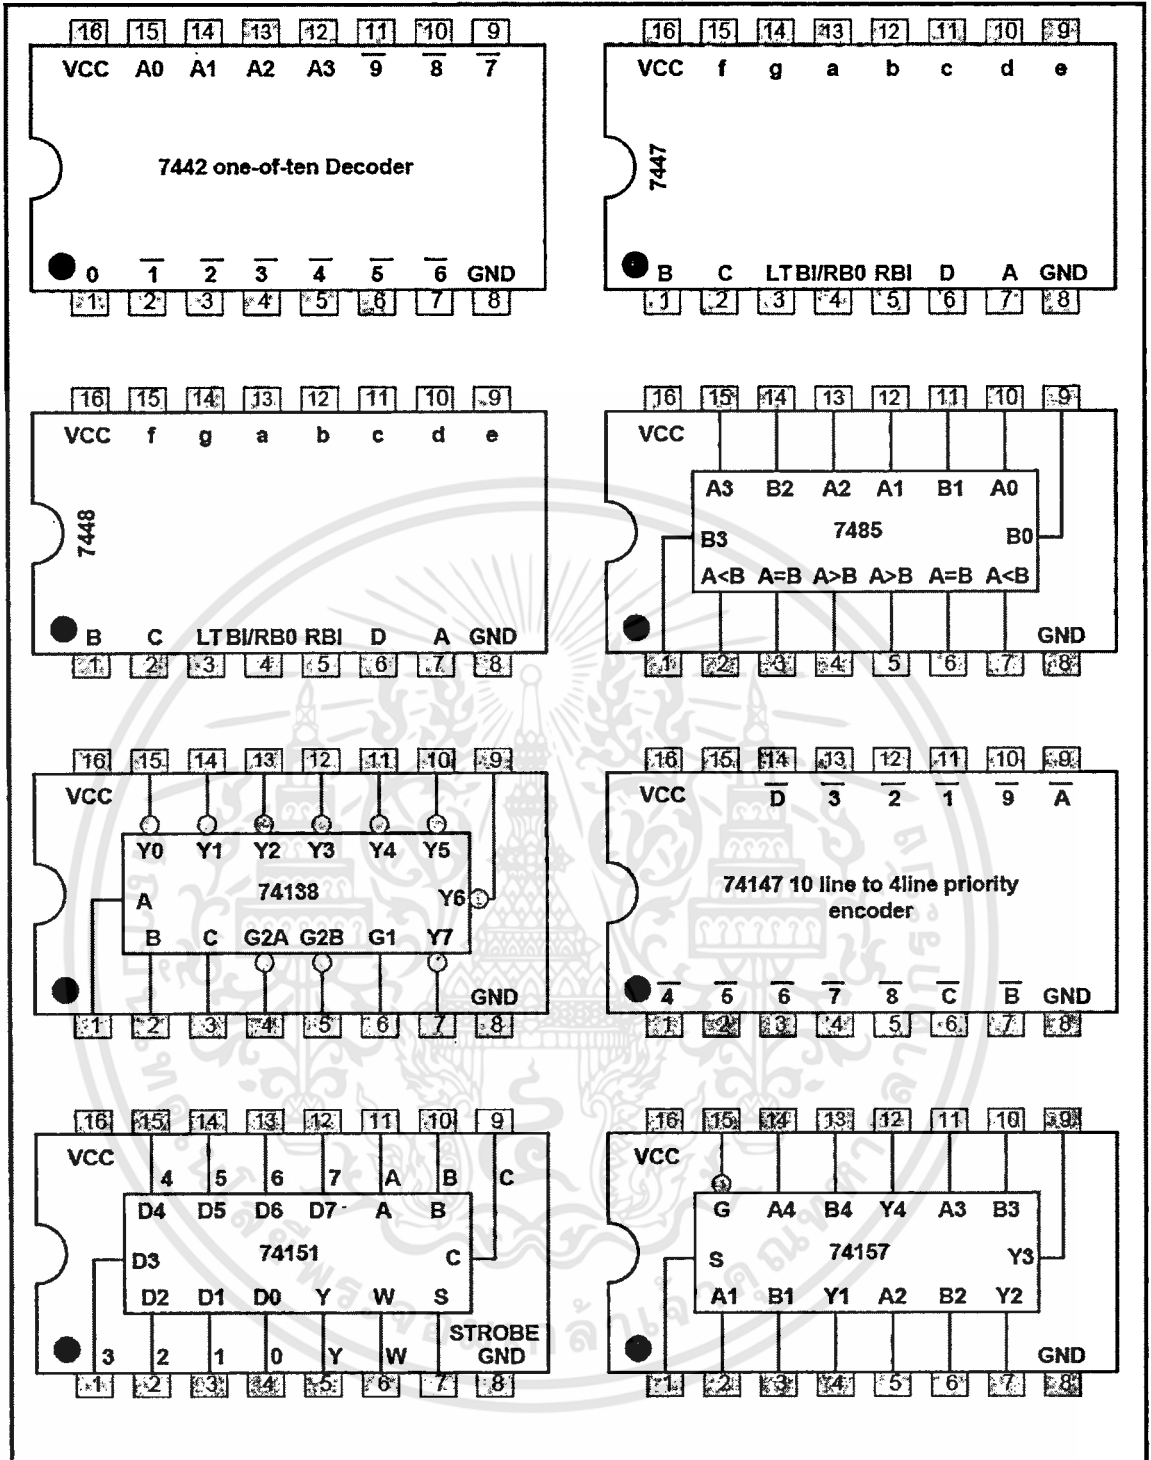 16 15 14 13 12 11 10 9
VCC A0 A1 A2 A3 9̅ 8̅ 7̅
7442 one-of-ten Decoder
0 1̅ 2̅ 3̅ 4̅ 5̅ 6̅ GND
1 2 3 4 5 6 7 8
16 15 14 13 12 11 10 9
VCC f g a b c d e
7447
B C LT BI/RB0 RBI D A GND
1 2 3 4 5 6 7 8
16 15 14 13 12 11 10 9
VCC f g a b c d e
7448
B C LT BI/RB0 RBI D A GND
1 2 3 4 5 6 7 8
16 15 14 13 12 11 10 9
VCC
A3 B2 A2 A1 B1 A0
7485
B3 B0
A<B A=B A>B A>B A=B A<B
GND
1 2 3 4 5 6 7 8
16 15 14 13 12 11 10 9
VCC
Y0 Y1 Y2 Y3 Y4 Y5
74138
A Y6
B C G2A G2B G1 Y7
GND
1 2 3 4 5 6 7 8
16 15 14 13 12 11 10 9
VCC D̅ 3̅ 2̅ 1̅ 9̅ A̅
74147 10 line to 4line priority
encoder
4̅ 5̅ 6̅ 7̅ 8̅ C̅ B̅ GND
1 2 3 4 5 6 7 8
16 15 14 13 12 11 10 9
VCC
4 5 6 7 A B C
D4 D5 D6 D7 A B
74151
D3 C
D2 D1 D0 Y W S
STROBE
3 2 1 0 Y W GND
1 2 3 4 5 6 7 8
16 15 14 13 12 11 10 9
VCC
G A4 B4 Y4 A3 B3
74157
S Y3
A1 B1 Y1 A2 B2 Y2
GND
1 2 3 4 5 6 7 8